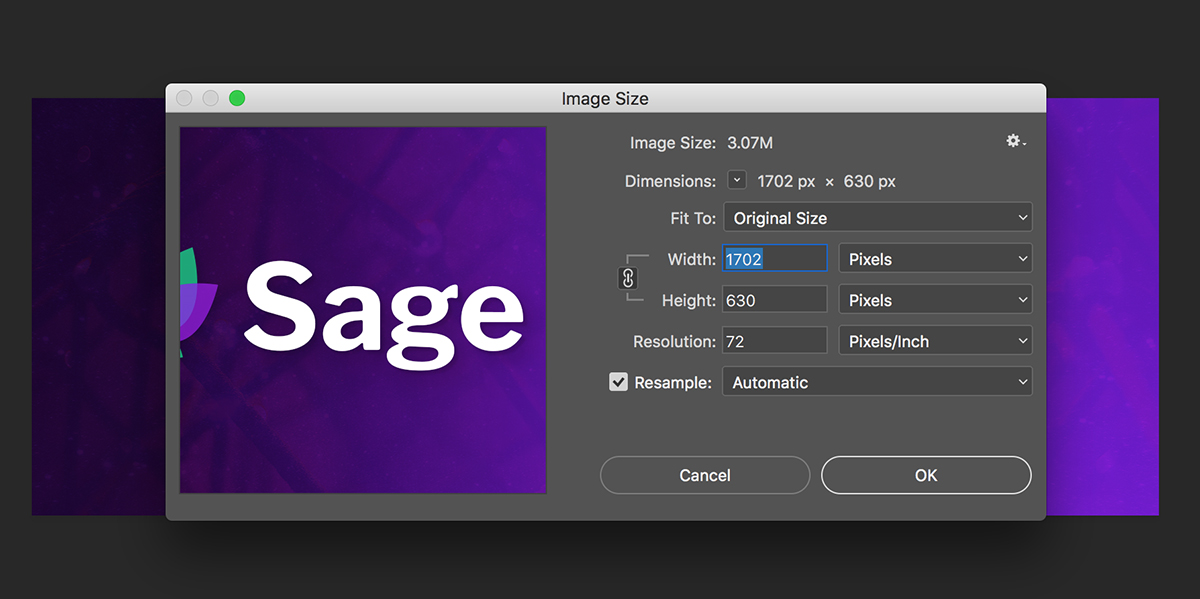 Image Size
Sage
Image Size: 3.07M
Dimensions: 1702 px × 630 px
Fit To: Original Size
Width: 1702 Pixels
Height: 630 Pixels
Resolution: 72 Pixels/Inch
Resample: Automatic
Cancel OK